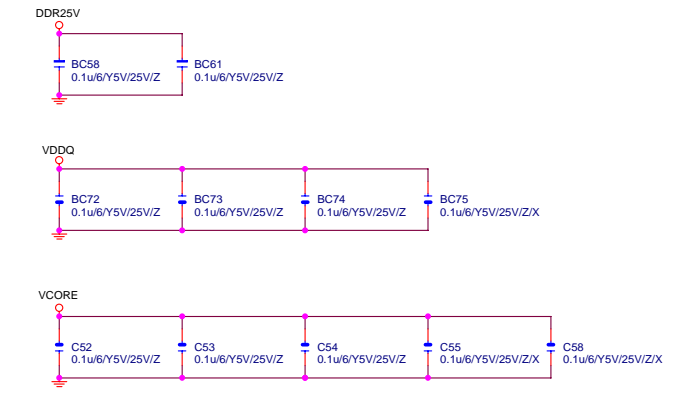 DDR25V
BC58 BC61
0.1u/6/Y5V/25V/Z 0.1u/6/Y5V/25V/Z
VDDQ
BC72 BC73 BC74 BC75
0.1u/6/Y5V/25V/Z 0.1u/6/Y5V/25V/Z 0.1u/6/Y5V/25V/Z 0.1u/6/Y5V/25V/Z/X
VCORE
C52 C53 C54 C55 C58
0.1u/6/Y5V/25V/Z 0.1u/6/Y5V/25V/Z 0.1u/6/Y5V/25V/Z 0.1u/6/Y5V/25V/Z/X 0.1u/6/Y5V/25V/Z/X